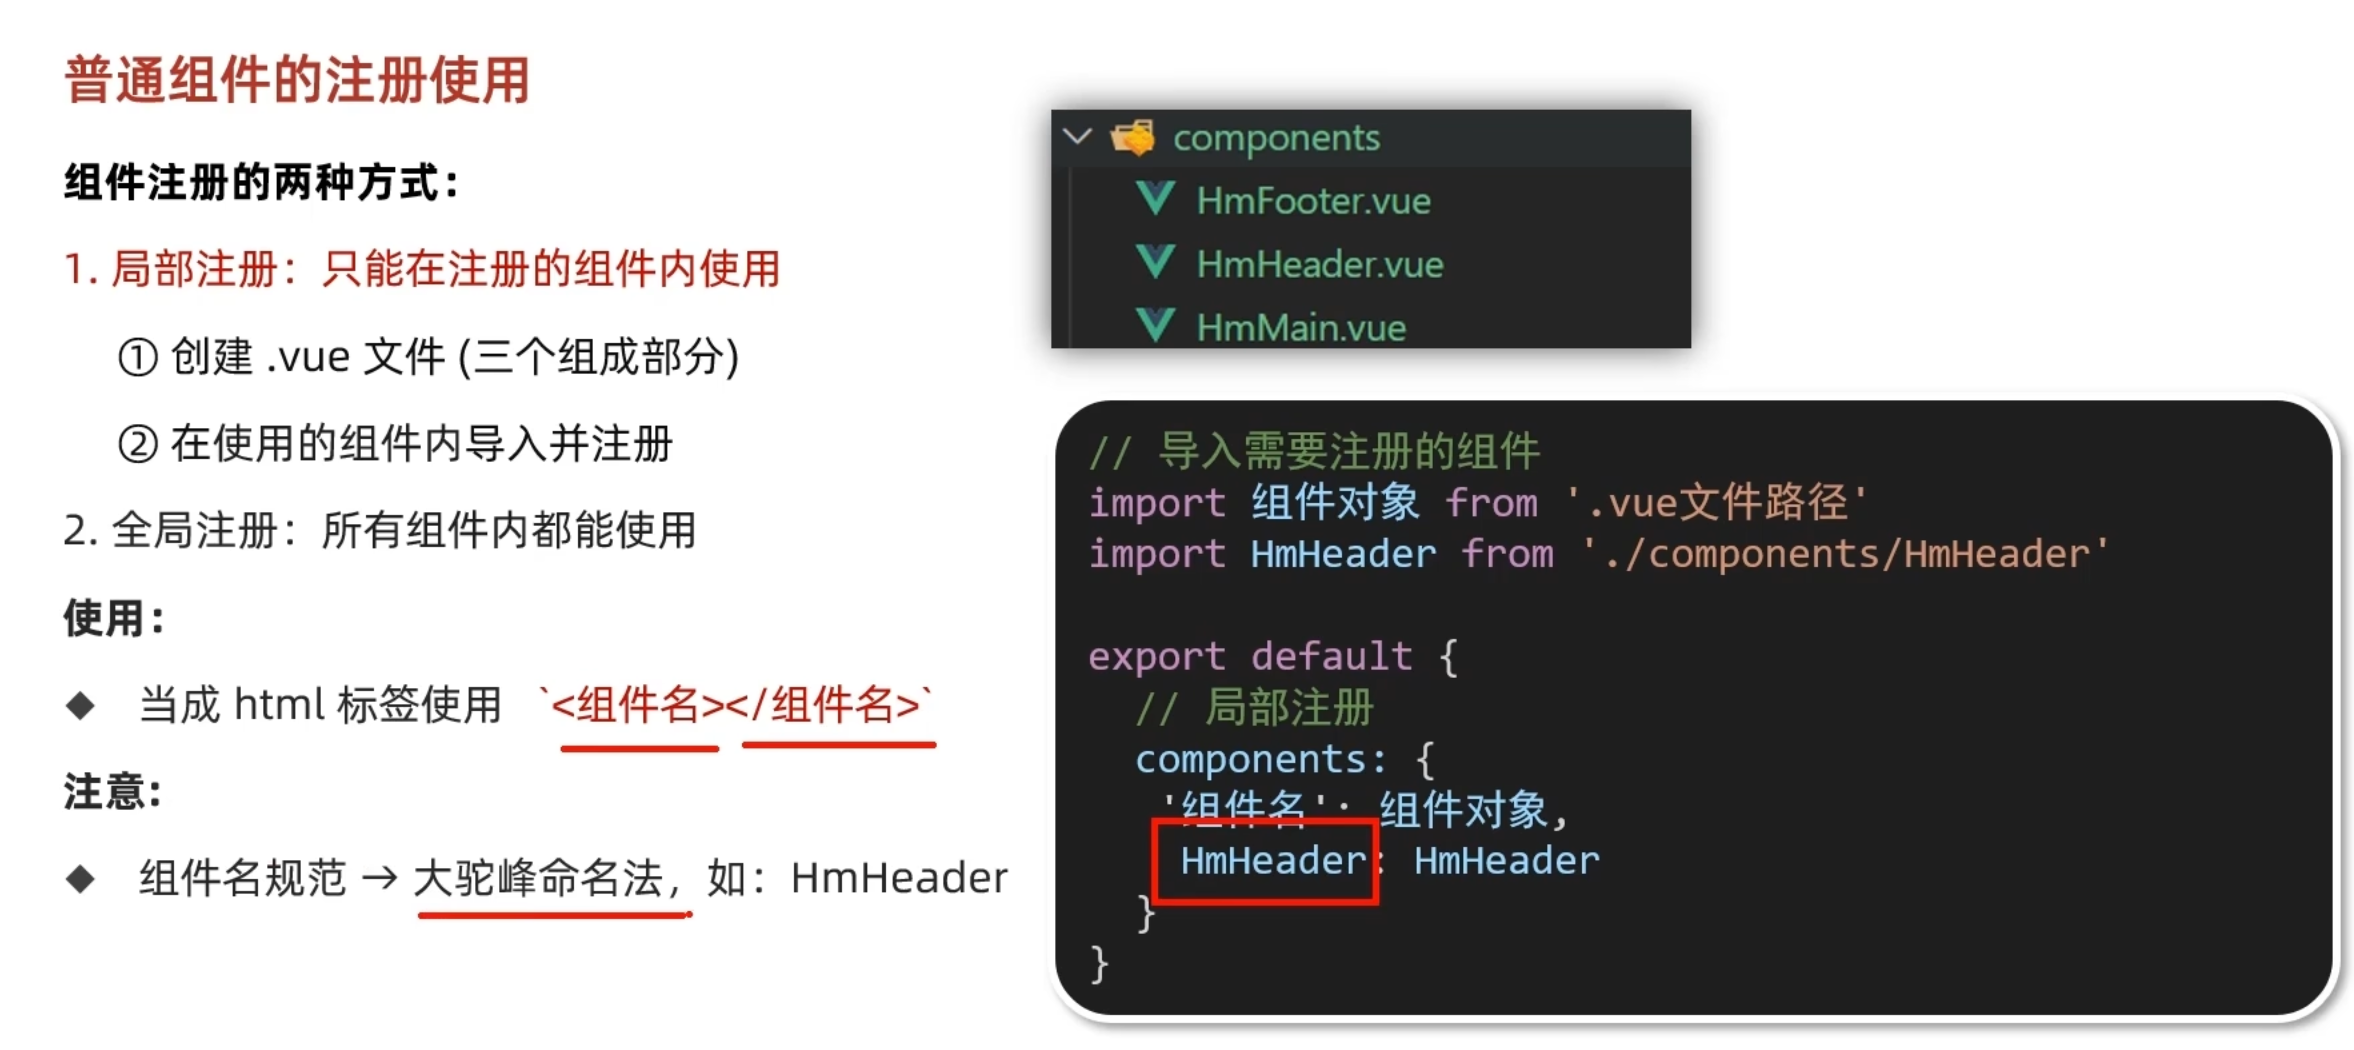 普通组件的注册使用
组件注册的两种方式：
1. 局部注册：只能在注册的组件内使用
① 创建 .vue 文件 (三个组成部分)
② 在使用的组件内导入并注册
2. 全局注册：所有组件内都能使用
使用：
◆ 当成 html 标签使用 `<组件名></组件名>`
注意：
◆ 组件名规范 → 大驼峰命名法，如：HmHeader
components
HmFooter.vue
HmHeader.vue
HmMain.vue
// 导入需要注册的组件
import 组件对象 from '.vue文件路径'
import HmHeader from './components/HmHeader'
export default {
// 局部注册
components: {
'组件名': 组件对象,
HmHeader: HmHeader
}
}